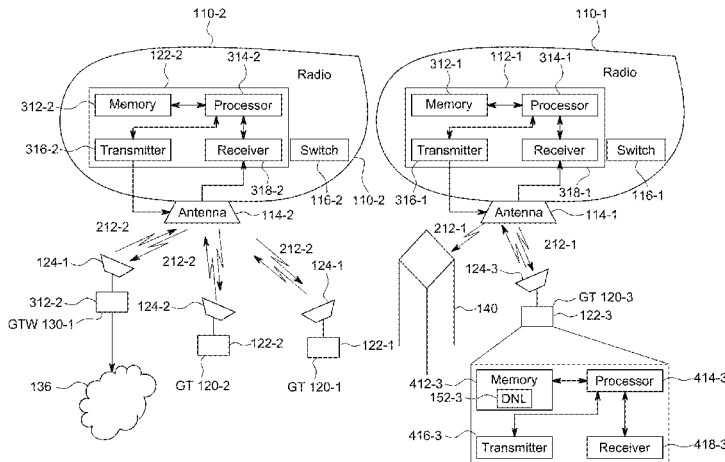 110-2
110-1
122-2
314-2
Radio
312-2
Memory
Processor
316-2
Transmitter
Receiver
Switch
318-2
116-2
110-2
Antenna
114-2
312-1
112-1
314-1
Radio
Memory
Processor
Transmitter
Receiver
Switch
316-1
318-1
116-1
Antenna
114-1
212-2
212-2
212-2
124-1
124-2
124-1
312-2
GTW 130-1
122-2
GT 120-2
122-1
GT 120-1
136
212-1
212-1
124-3
GT 120-3
122-3
140
412-3
Memory
Processor
414-3
152-3
DNL
416-3
Transmitter
Receiver
418-3